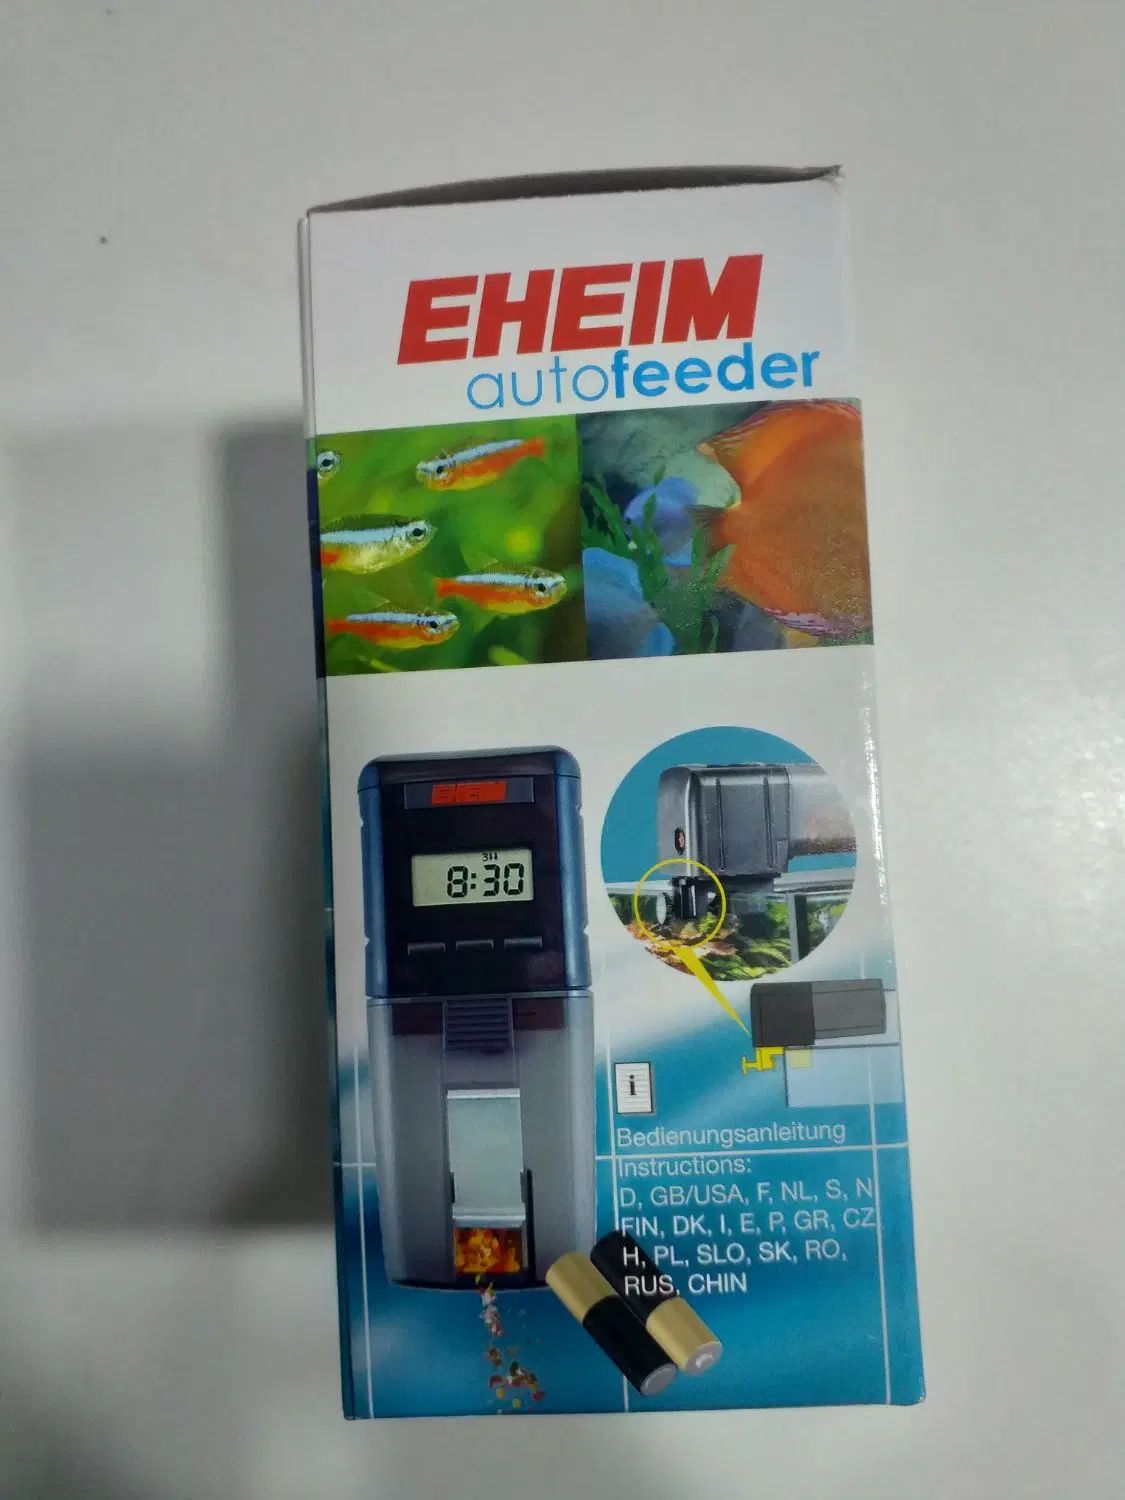 EHEIM
autofeeder
EHEIM
8:30
i
Bedienungsanleitung
Instructions:
D, GB/USA, F, NL, S, N
FIN, DK, I, E, P, GR, CZ,
H, PL, SLO, SK, RO,
RUS, CHIN